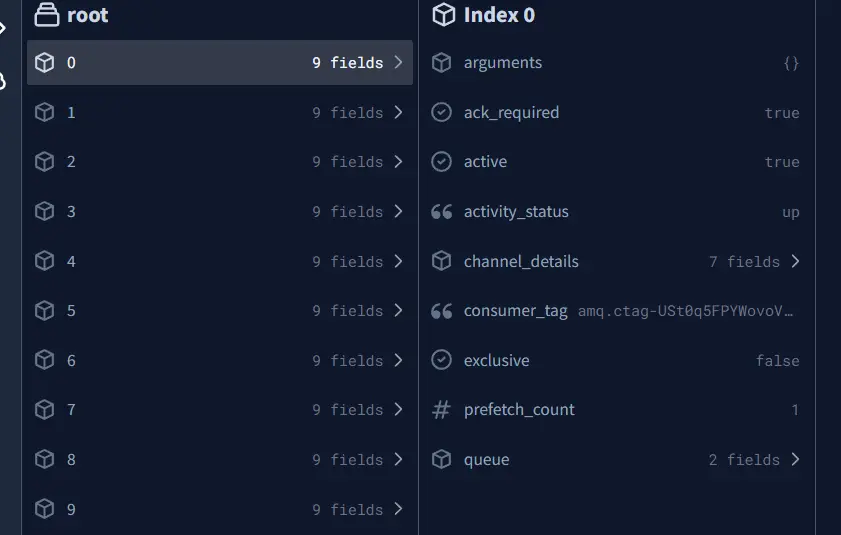 root
0 9 fields
1 9 fields
2 9 fields
3 9 fields
4 9 fields
5 9 fields
6 9 fields
7 9 fields
8 9 fields
9 9 fields
Index 0
arguments {}
ack_required true
active true
activity_status up
channel_details 7 fields
consumer_tag amq.ctag-USt0q5FPYWovoV…
exclusive false
prefetch_count 1
queue 2 fields